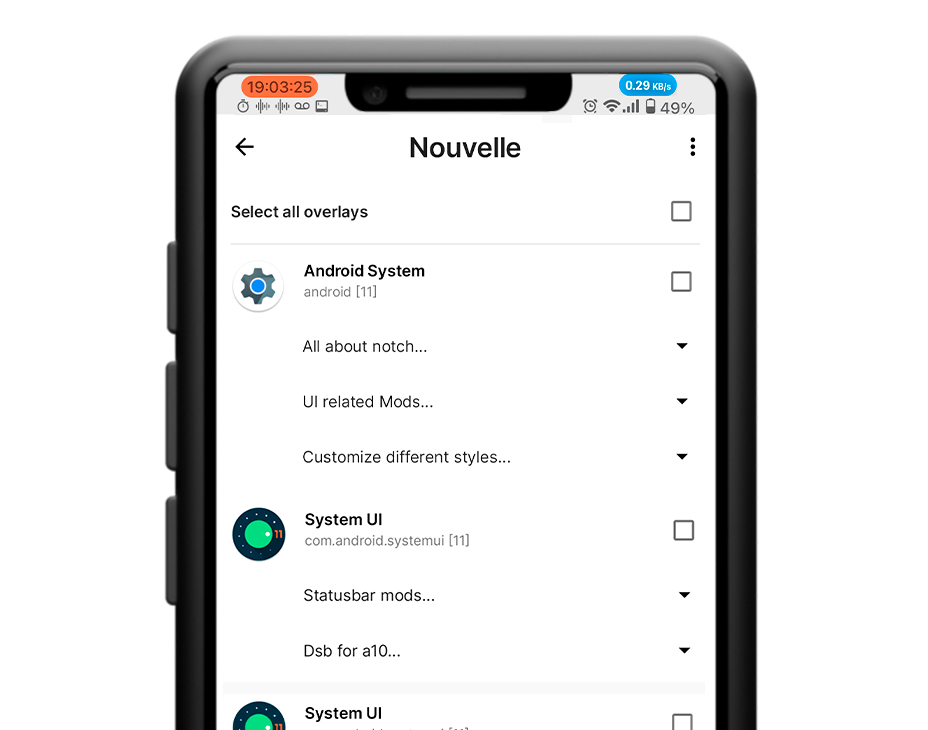 19:03:25
0.29 KB/s
49%
Nouvelle
Select all overlays
Android System
android [11]
All about notch...
UI related Mods...
Customize different styles...
System UI
11
com.android.systemui [11]
Statusbar mods...
Dsb for a10...
System UI
11